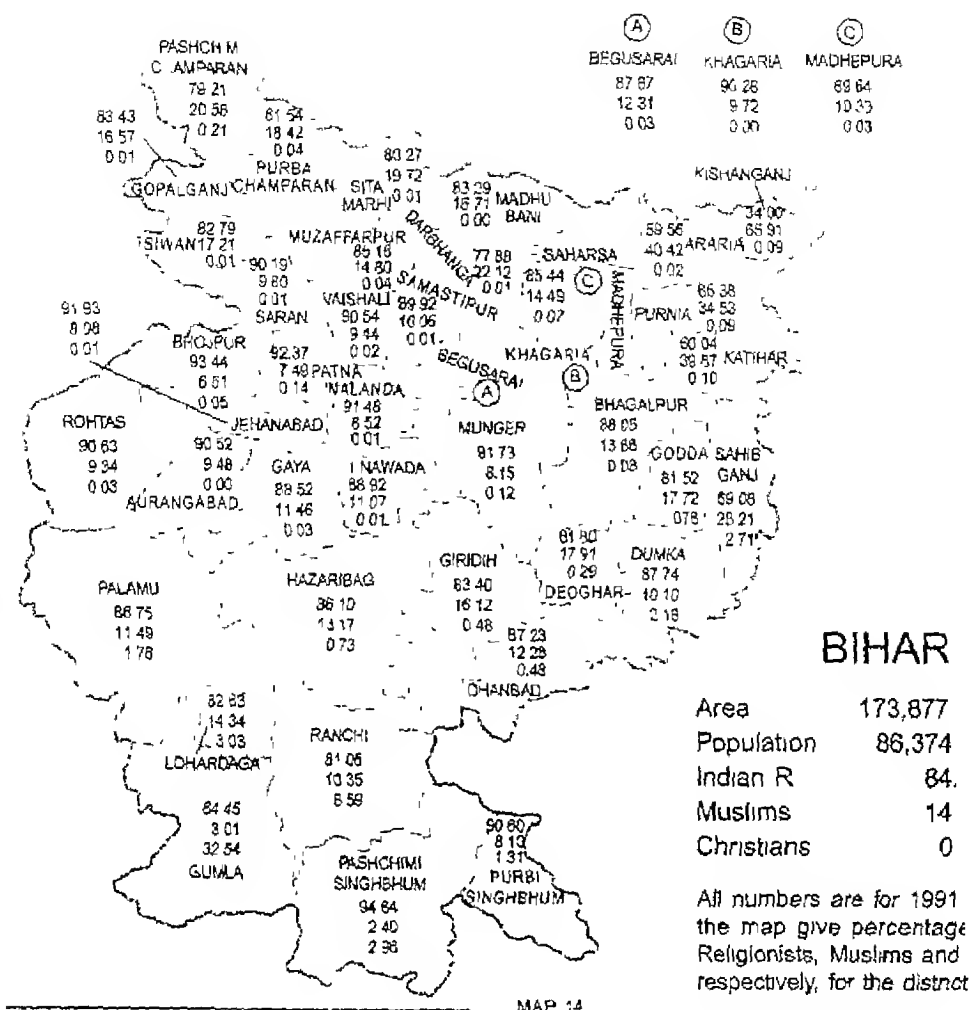 Ⓐ
BEGUSARAI
87 67
12.31
0 03
Ⓑ
KHAGARIA
90 28
9.72
0 00
Ⓒ
MADHEPURA
89 64
10 33
0 03
PASHCHIM
CHAMPARAN
79 21
20 58
0 21
83 43
16 57
0 01
GOPALGANJ
81 54
18 42
0 04
PURBA
CHAMPARAN
80 27
19 72
0 01
SITA
MARHI
83 29
16 71
0.00
MADHU
BANI
KISHANGANJ
34 00
65 91
0 09
59 56
40 42
0 02
ARARIA
82 79
SIWAN 17 21
0.01
MUZAFFARPUR
85 16
14 80
0 04
DARBHANGA
77 88
22 12
0 01
SAHARSA
85 44
14 49
0 07
Ⓒ
MADHEPURA
90 19
9 80
0 01
SARAN
VAISHALI
90 54
9 44
0 02
SAMASTIPUR
89 92
10 06
0 01
PURNIA
65 38
34 53
0 09
60 04
39 87
0 10
KATIHAR
91 93
8 08
0 01
BHOJPUR
93 44
6 51
0 05
92.37
7 49
0 14
PATNA
NALANDA
91 48
8 52
0 01
BEGUSARAI
Ⓐ
KHAGARIA
Ⓑ
BHAGALPUR
86 05
13 88
0 08
ROHTAS
90 63
9 34
0 03
JEHANABAD
90 52
9 48
0 00
AURANGABAD
GAYA
88 52
11 46
0 03
NAWADA
88 92
11 07
0 01
MUNGER
91 73
8.15
0 12
GODDA
81 52
17 72
0 76
SAHIB
GANJ
69 08
28 21
2 71
PALAMU
86 75
11 49
1 76
HAZARIBAG
86 10
13 17
0 73
GIRIDIH
83 40
16 12
0 48
81 80
17 91
0 29
DEOGHAR
DUMKA
87 74
10 10
2 16
87 23
12 28
0.48
DHANBAD
82 63
14 34
3 03
LOHARDAGA
RANCHI
81 06
10 35
8 59
64 45
3 01
32 54
GUMLA
PASHCHIMI
SINGHBHUM
94 64
2 40
2 96
90 60
8 10
1 31
PURBI
SINGHBHUM
BIHAR
Area 173,877
Population 86,374
Indian R 84.
Muslims 14
Christians 0
All numbers are for 1991
the map give percentage
Religionists, Muslims and
respectively, for the district
MAP 14